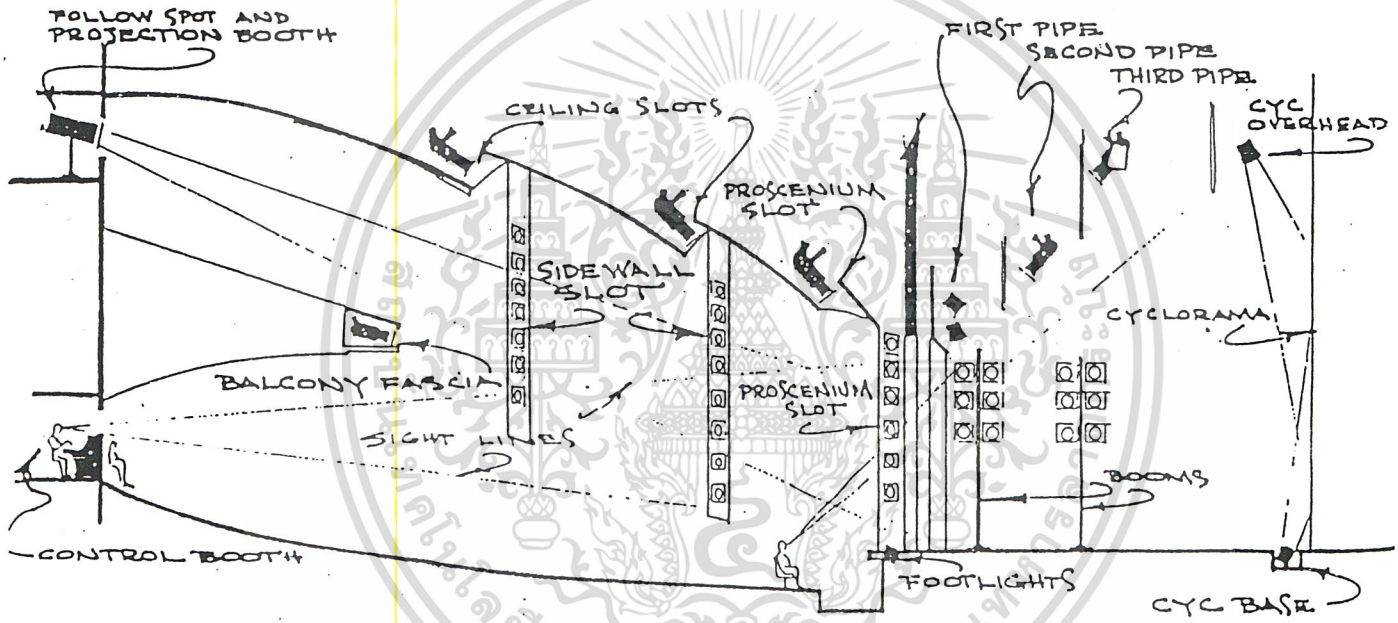 FOLLOW SPOT AND
PROJECTION BOOTH
CEILING SLOTS
PROSCENIUM
SLOT
FIRST PIPE
SECOND PIPE
THIRD PIPE
CYC
OVERHEAD
SIDEWALL
SLOT
BALCONY FASCIA
SIGHT LINES
PROSCENIUM
SLOT
CYCLORAMA
BOOMS
CONTROL BOOTH
FOOTLIGHTS
CYC BASE